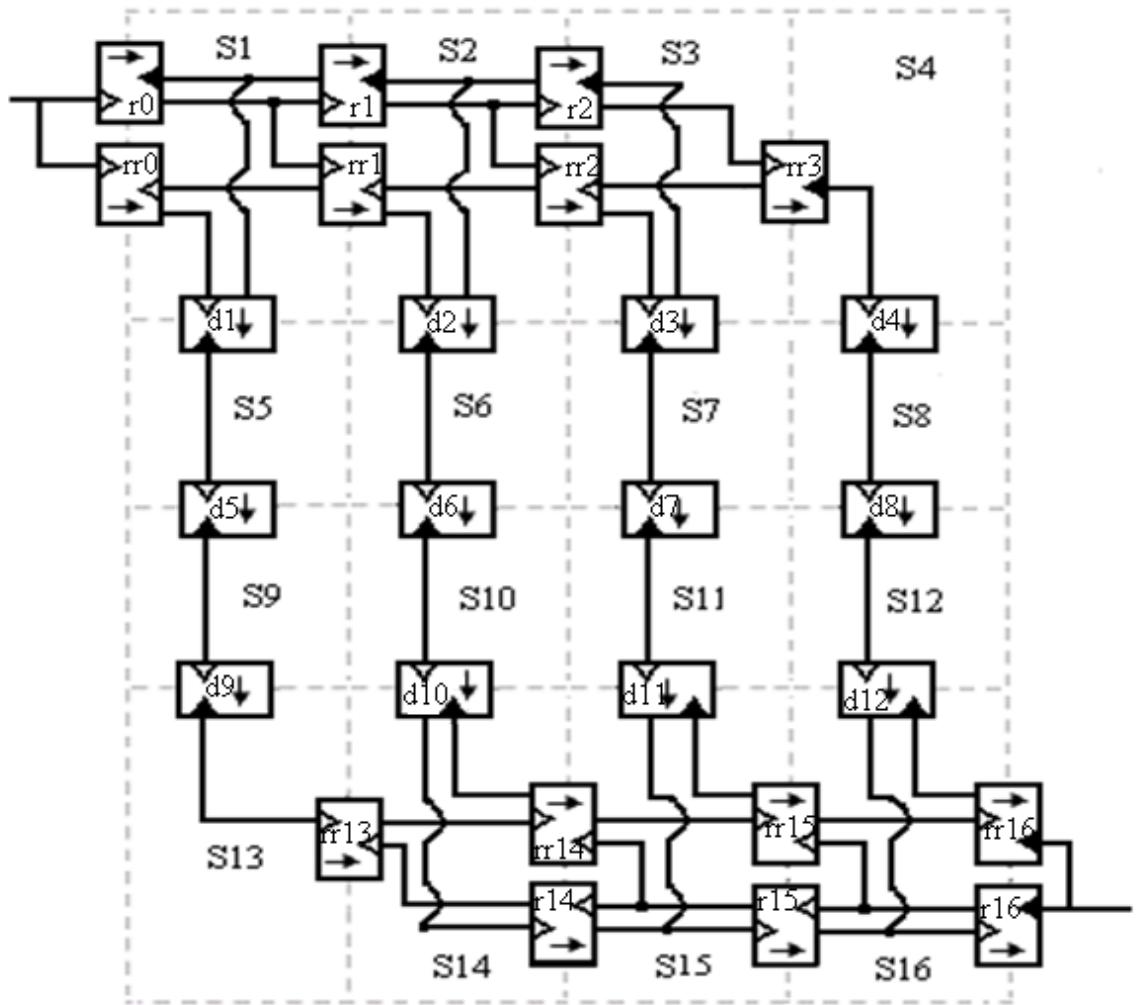 S1 S2 S3 S4
r0 r1 r2
rr0 rr1 rr2 rr3
d1 d2 d3 d4
S5 S6 S7 S8
d5 d6 d7 d8
S9 S10 S11 S12
d9 d10 d11 d12
rr13 rr14 rr15 rr16
S13
r14 r15 r16
S14 S15 S16